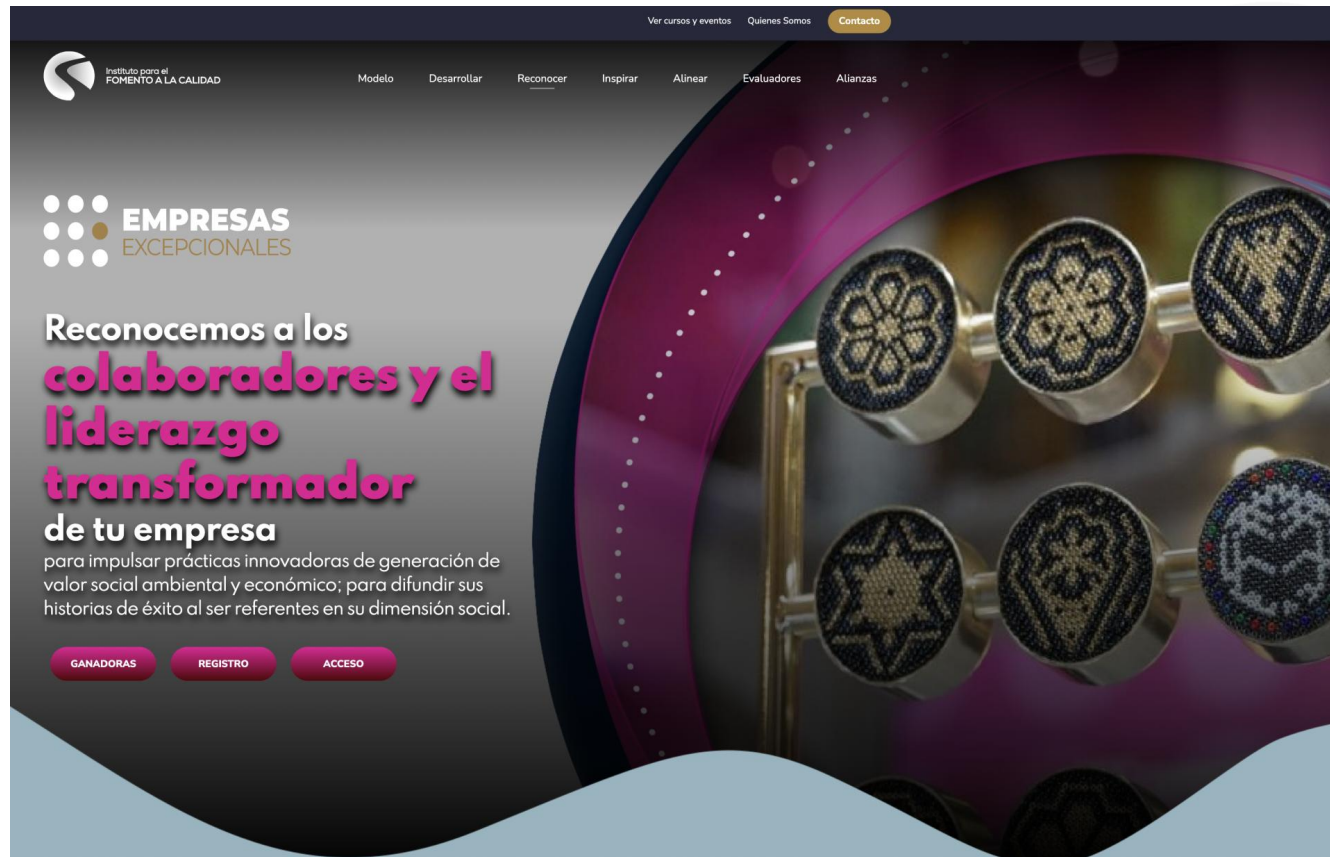 Ver cursos y eventos Quienes Somos Contacto
Instituto para el
FOMENTO A LA CALIDAD
Modelo Desarrollar Reconocer Inspirar Alinear Evaluadores Alianzas
EMPRESAS
EXCEPCIONALES
Reconocemos a los
colaboradores y el
liderazgo
transformador
de tu empresa
para impulsar prácticas innovadoras de generación de
valor social ambiental y económico; para difundir sus
historias de éxito al ser referentes en su dimensión social.
GANADORAS REGISTRO ACCESO